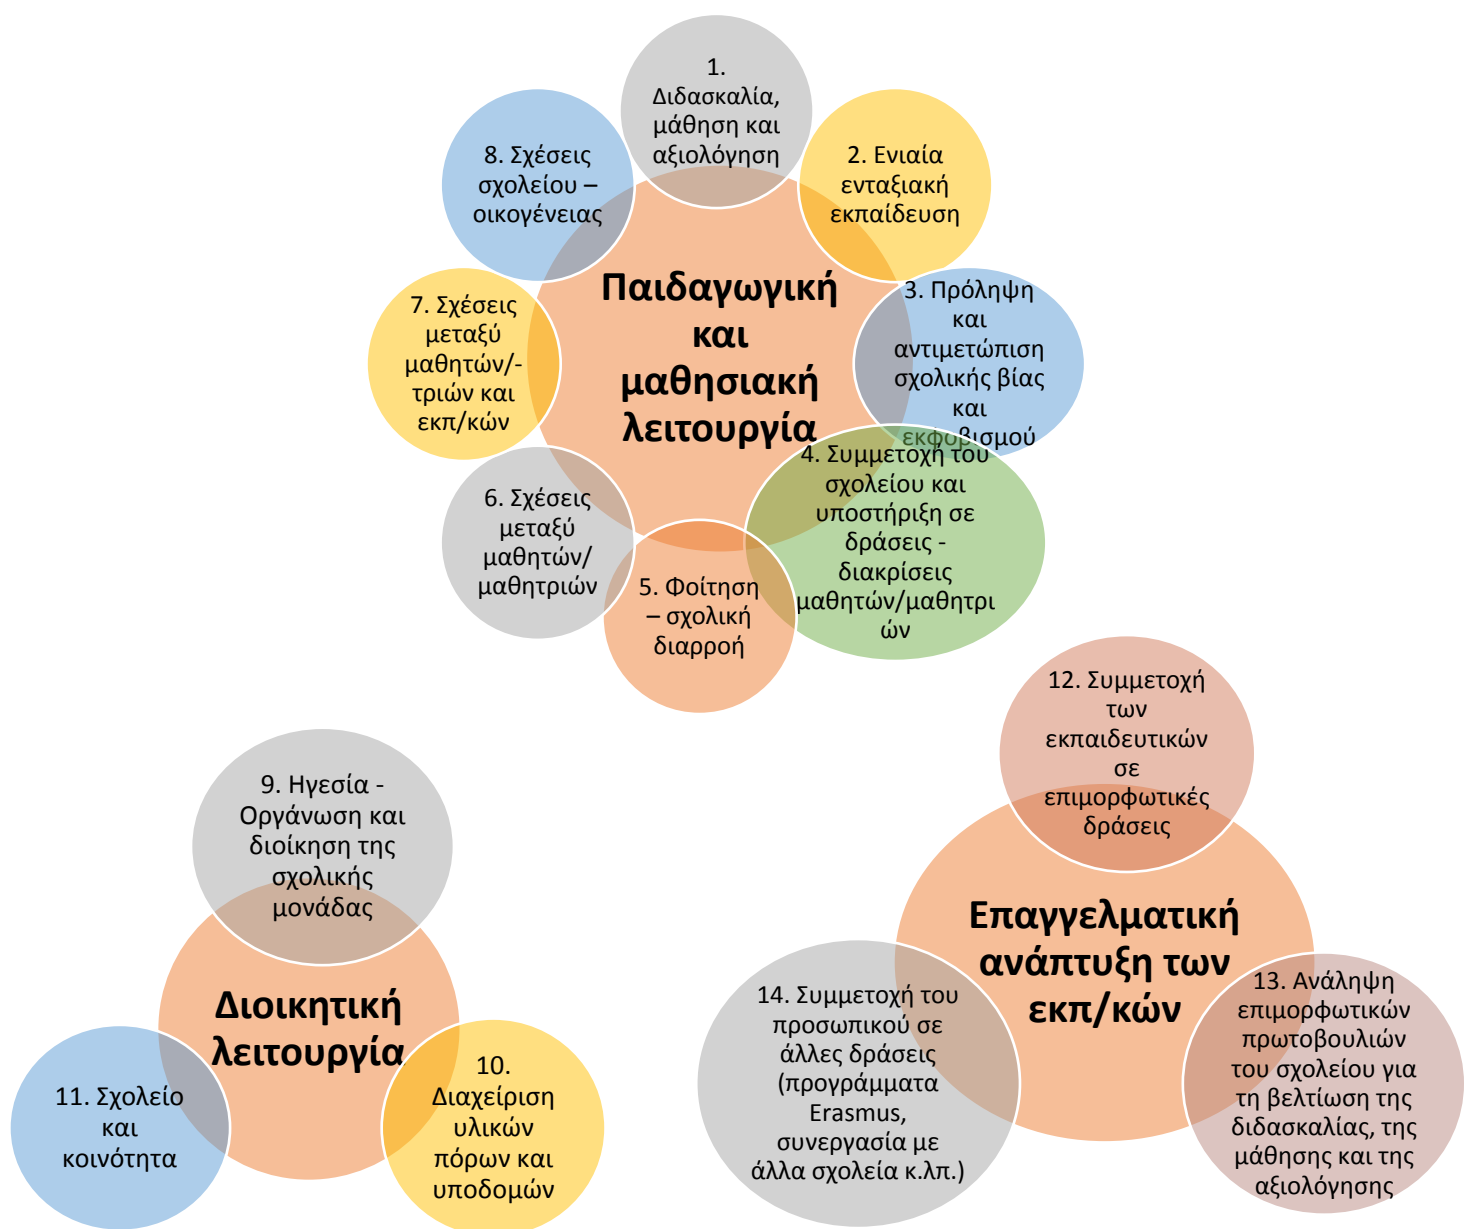 1.
Διδασκαλία,
μάθηση και
αξιολόγηση
2. Ενιαία
ενταξιακή
εκπαίδευση
3. Πρόληψη
και
αντιμετώπιση
σχολικής βίας
και
εκφοβισμού
4. Συμμετοχή του
σχολείου και
υποστήριξη σε
δράσεις -
διακρίσεις
μαθητών/μαθητρι
ών
5. Φοίτηση
– σχολική
διαρροή
6. Σχέσεις
μεταξύ
μαθητών/
μαθητριών
7. Σχέσεις
μεταξύ
μαθητών/-
τριών και
εκπ/κών
8. Σχέσεις
σχολείου –
οικογένειας
Παιδαγωγική
και
μαθησιακή
λειτουργία
9. Ηγεσία -
Οργάνωση και
διοίκηση της
σχολικής
μονάδας
Διοικητική
λειτουργία
10.
Διαχείριση
υλικών
πόρων και
υποδομών
11. Σχολείο
και
κοινότητα
12. Συμμετοχή
των
εκπαιδευτικών
σε
επιμορφωτικές
δράσεις
Επαγγελματική
ανάπτυξη των
εκπ/κών
13. Ανάληψη
επιμορφωτικών
πρωτοβουλιών
του σχολείου για
τη βελτίωση της
διδασκαλίας, της
μάθησης και της
αξιολόγησης
14. Συμμετοχή του
προσωπικού σε
άλλες δράσεις
(προγράμματα
Erasmus,
συνεργασία με
άλλα σχολεία κ.λπ.)